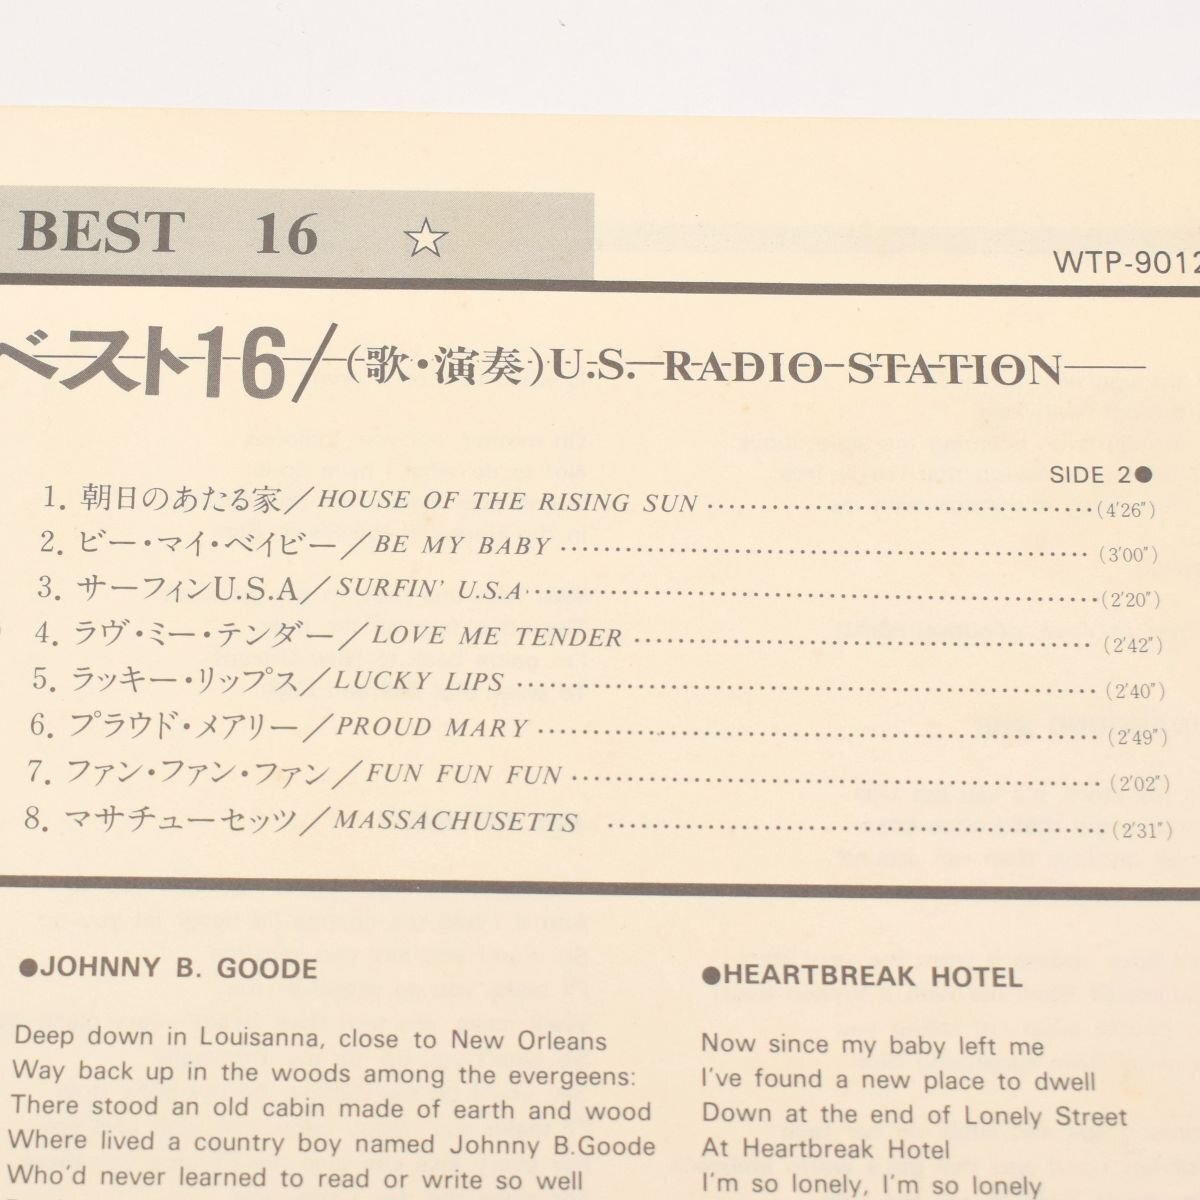 BEST 16 ☆
WTP-9012
ベスト16/(歌・演奏)U.S. RADIO STATION
SIDE 2●
1. 朝日のあたる家/HOUSE OF THE RISING SUN (4'26")
2. ビー・マイ・ベイビー/BE MY BABY (3'00")
3. サーフィンU.S.A/SURFIN' U.S.A (2'20")
4. ラヴ・ミー・テンダー/LOVE ME TENDER (2'42")
5. ラッキー・リップス/LUCKY LIPS (2'40")
6. プラウド・メアリー/PROUD MARY (2'49")
7. ファン・ファン・ファン/FUN FUN FUN (2'02")
8. マサチューセッツ/MASSACHUSETTS (2'31")
●JOHNNY B. GOODE
Deep down in Louisanna, close to New Orleans
Way back up in the woods among the evergeens:
There stood an old cabin made of earth and wood
Where lived a country boy named Johnny B.Goode
Who'd never learned to read or write so well
●HEARTBREAK HOTEL
Now since my baby left me
I've found a new place to dwell
Down at the end of Lonely Street
At Heartbreak Hotel
I'm so lonely, I'm so lonely